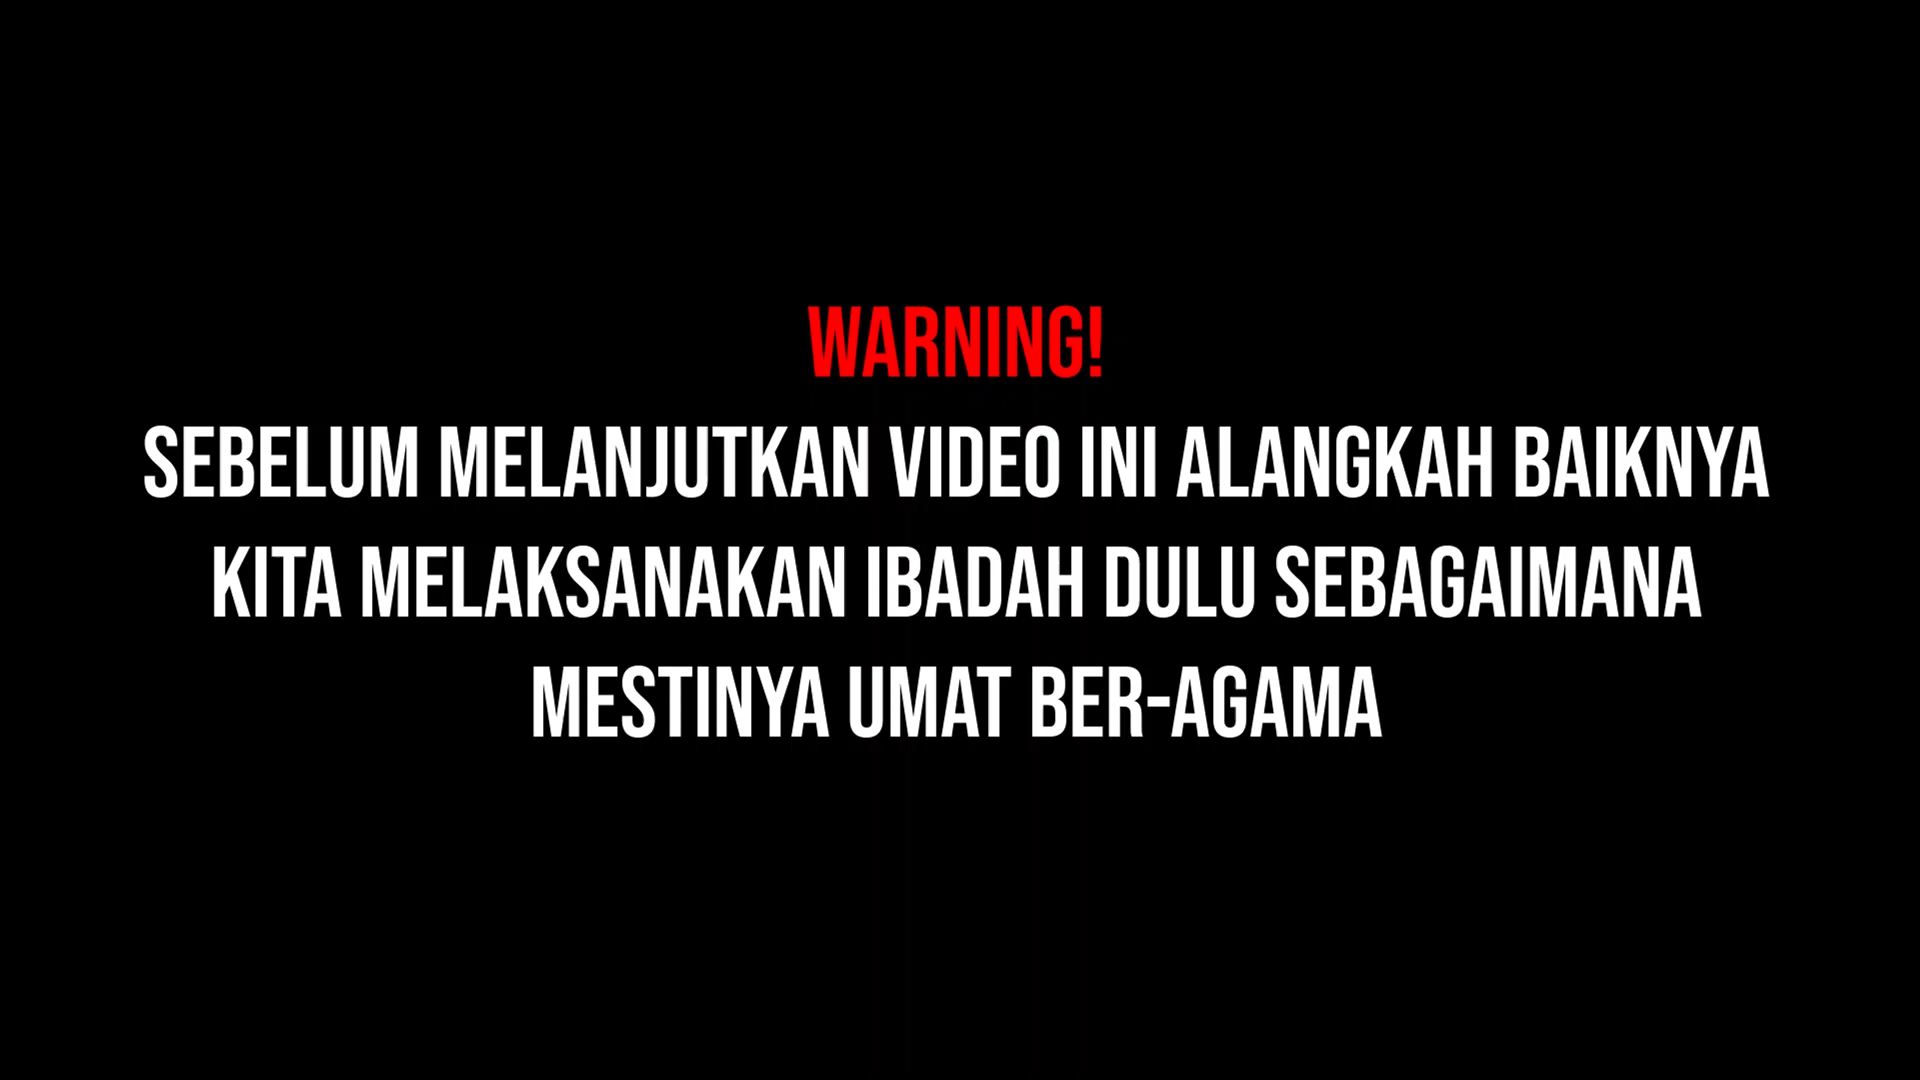 WARNING!
SEBELUM MELANJUTKAN VIDEO INI ALANGKAH BAIKNYA
KITA MELAKSANAKAN IBADAH DULU SEBAGAIMANA
MESTINYA UMAT BER-AGAMA